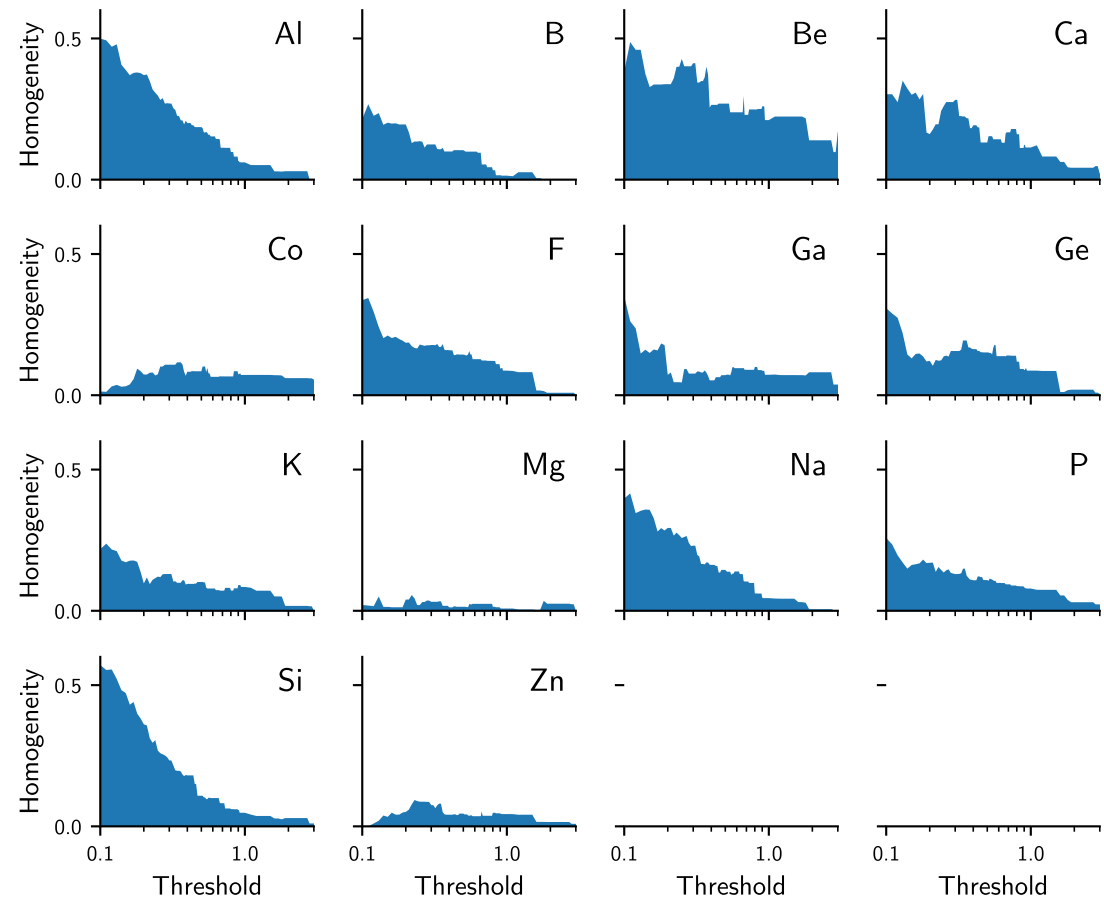 Homogeneity 0.5 0.0 Al B Be Ca
Homogeneity 0.5 0.0 Co F Ga Ge
Homogeneity 0.5 0.0 K Mg Na P
Homogeneity 0.5 0.0 Si Zn
0.1 1.0 0.1 1.0 0.1 1.0 0.1 1.0
Threshold Threshold Threshold Threshold